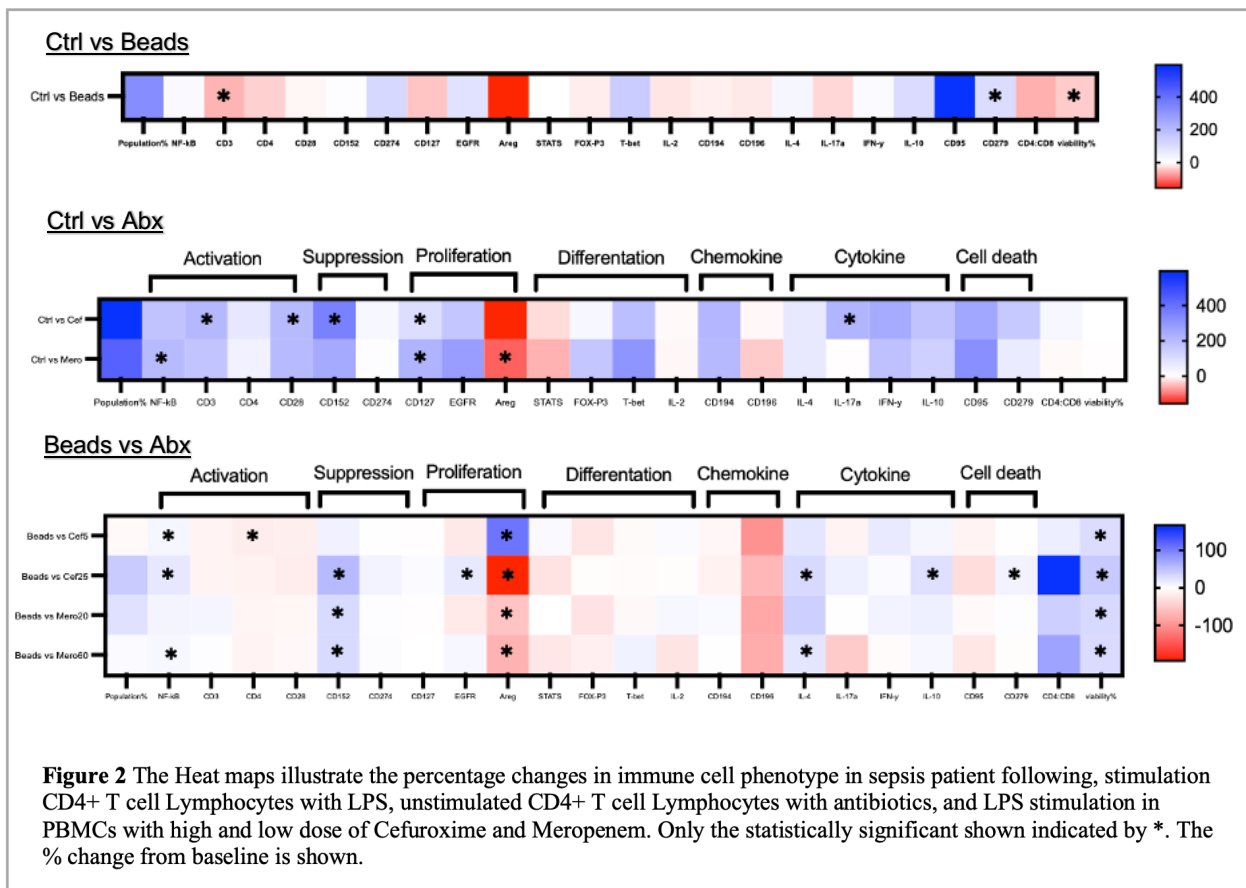 Ctrl vs Beads
Ctrl vs Beads
*
*
*
Population% NF-kB CD3 CD4 CD28 CD152 CD274 CD127 EGFR Areg STATS FOX-P3 T-bet IL-2 CD194 CD196 IL-4 IL-17a IFN-y IL-10 CD95 CD279 CD4:CD8 viability%
400
200
0
Ctrl vs Abx
Activation Suppression Proliferation Differentation Chemokine Cytokine Cell death
Ctrl vs Cef * * * * *
Ctrl vs Mero * * *
Population% NF-kB CD3 CD4 CD28 CD152 CD274 CD127 EGFR Areg STATS FOX-P3 T-bet IL-2 CD194 CD196 IL-4 IL-17a IFN-y IL-10 CD95 CD279 CD4:CD8 viability%
400
200
0
Beads vs Abx
Activation Suppression Proliferation Differentation Chemokine Cytokine Cell death
Beads vs Cef5 * * * *
Beads vs Cef25 * * * * * * * *
Beads vs Mero20 * * *
Beads vs Mero60 * * * * *
Population% NF-kB CD3 CD4 CD28 CD152 CD274 CD127 EGFR Areg STATS FOX-P3 T-bet IL-2 CD194 CD196 IL-4 IL-17a IFN-y IL-10 CD95 CD279 CD4:CD8 viability%
100
0
-100
Figure 2 The Heat maps illustrate the percentage changes in immune cell phenotype in sepsis patient following, stimulation
CD4+ T cell Lymphocytes with LPS, unstimulated CD4+ T cell Lymphocytes with antibiotics, and LPS stimulation in
PBMCs with high and low dose of Cefuroxime and Meropenem. Only the statistically significant shown indicated by *. The
% change from baseline is shown.